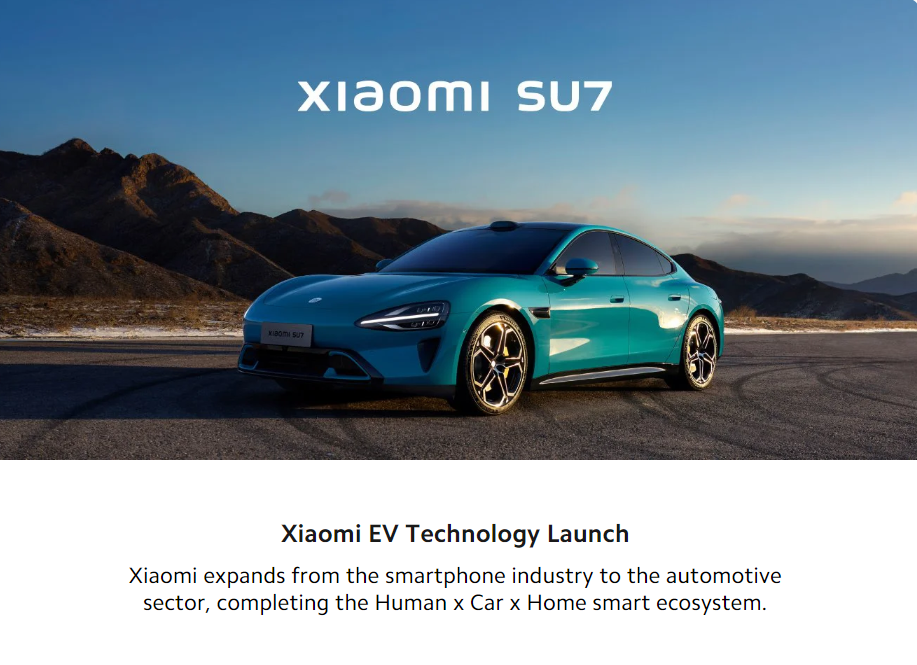 XIAOMI SU7
XIAOMI SU7
Xiaomi EV Technology Launch
Xiaomi expands from the smartphone industry to the automotive
sector, completing the Human x Car x Home smart ecosystem.